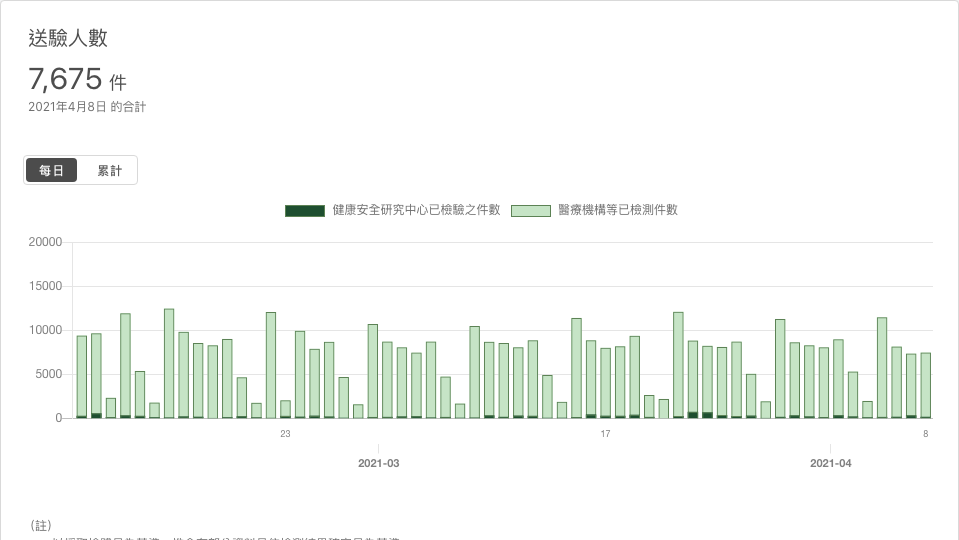 送驗人數
7,675 件
2021年4月8日 的合計
每日 累計
健康安全研究中心已檢驗之件數 醫療機構等已檢測件數
20000
15000
10000
5000
0
23 17 8
2021-03 2021-04
(註)